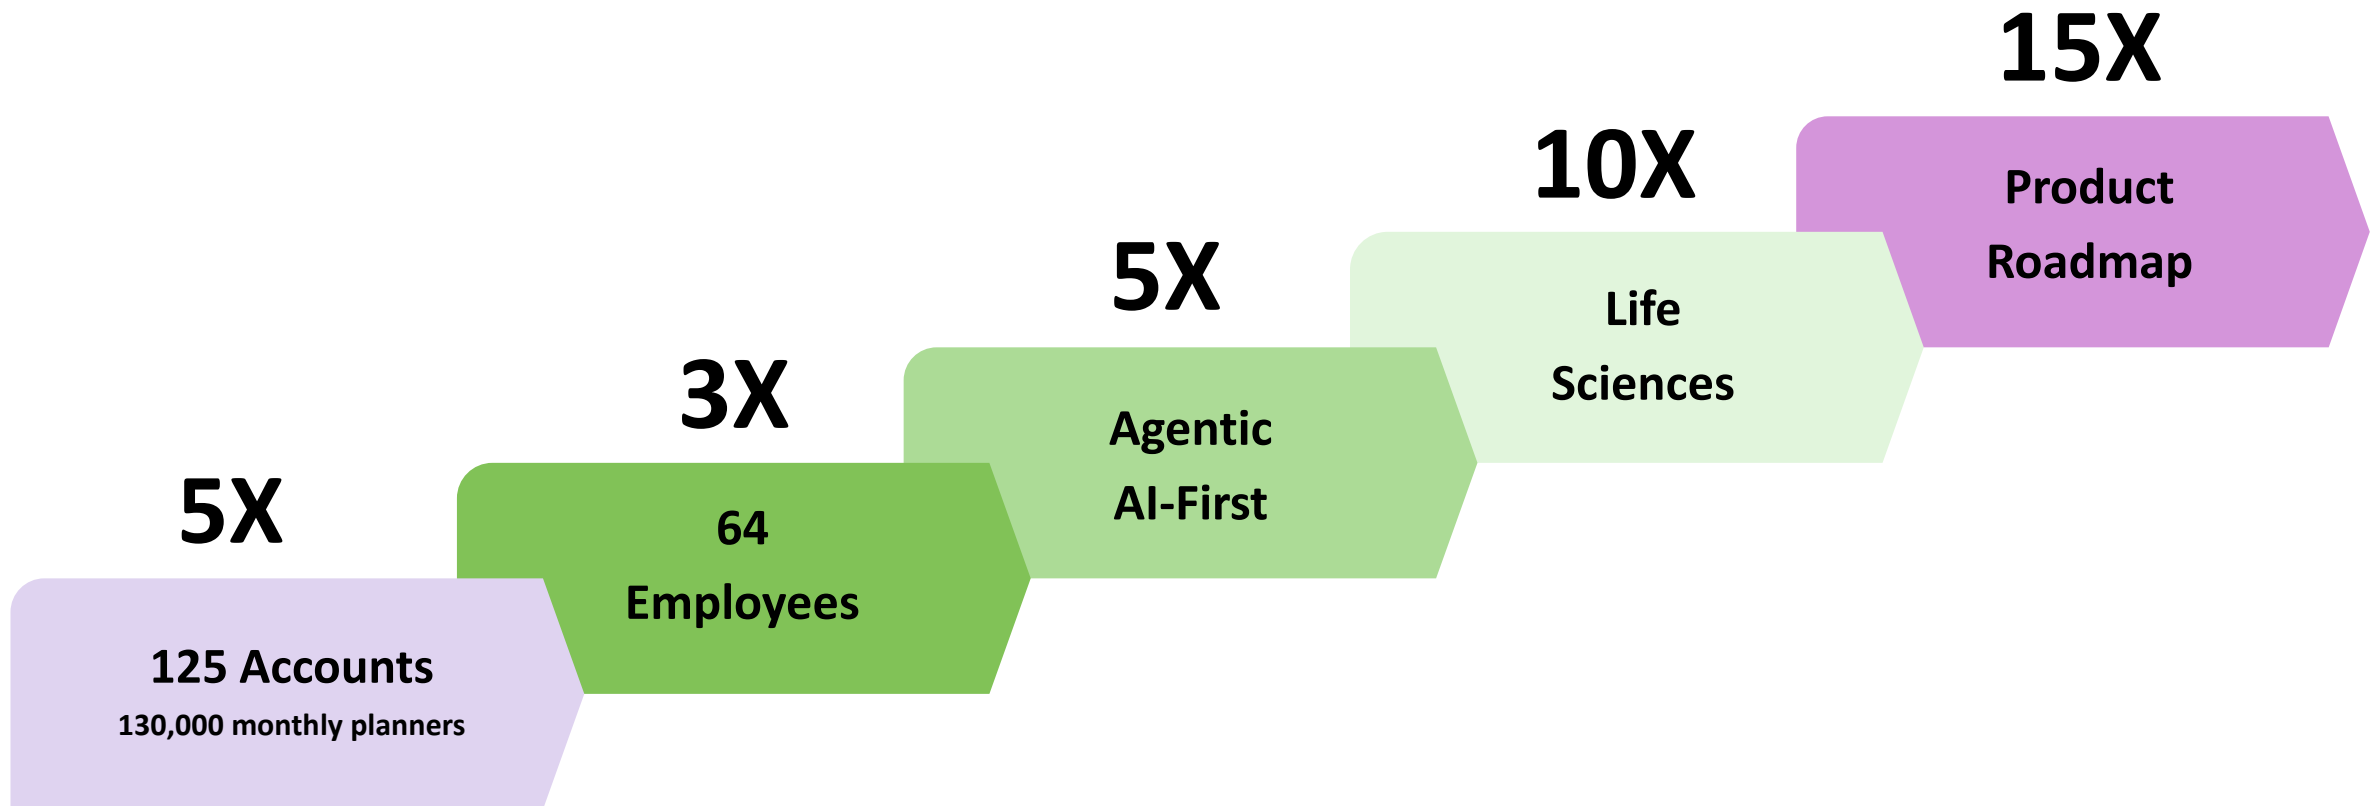 5X
125 Accounts
130,000 monthly planners
3X
64
Employees
5X
Agentic
AI-First
10X
Life
Sciences
15X
Product
Roadmap